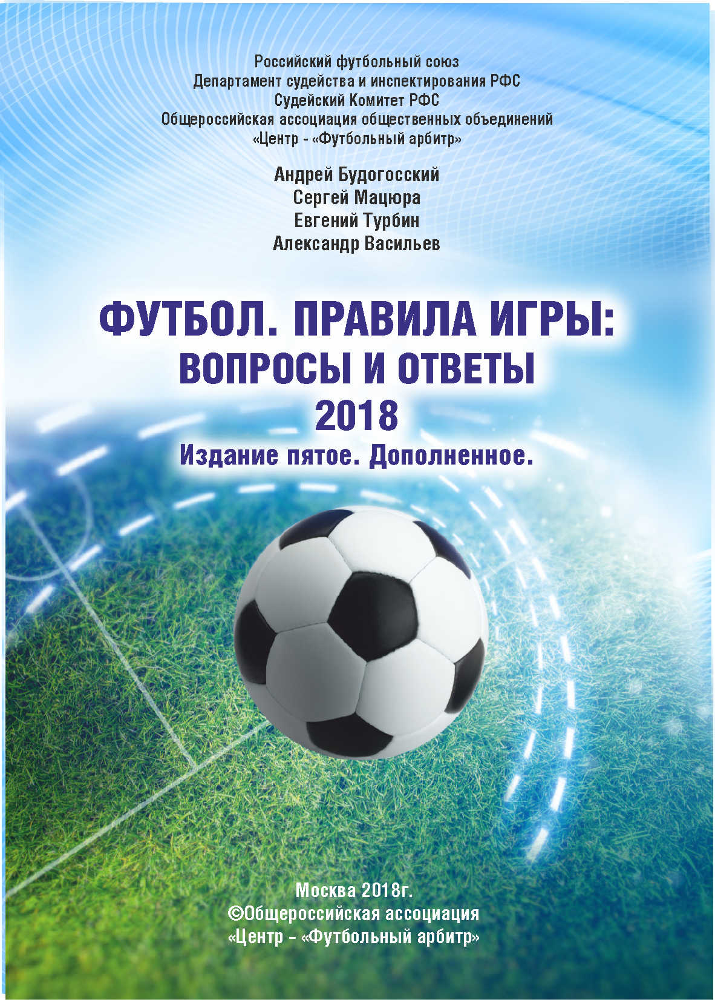 Российский футбольный союз
Департамент судейства и инспектирования РФС
Судейский Комитет РФС
Общероссийская ассоциация общественных объединений
«Центр - «Футбольный арбитр»
Андрей Будогосский
Сергей Мацюра
Евгений Турбин
Александр Васильев
ФУТБОЛ. ПРАВИЛА ИГРЫ:
ВОПРОСЫ И ОТВЕТЫ
2018
Издание пятое. Дополненное.
Москва 2018г.
©Общероссийская ассоциация
«Центр – «Футбольный арбитр»